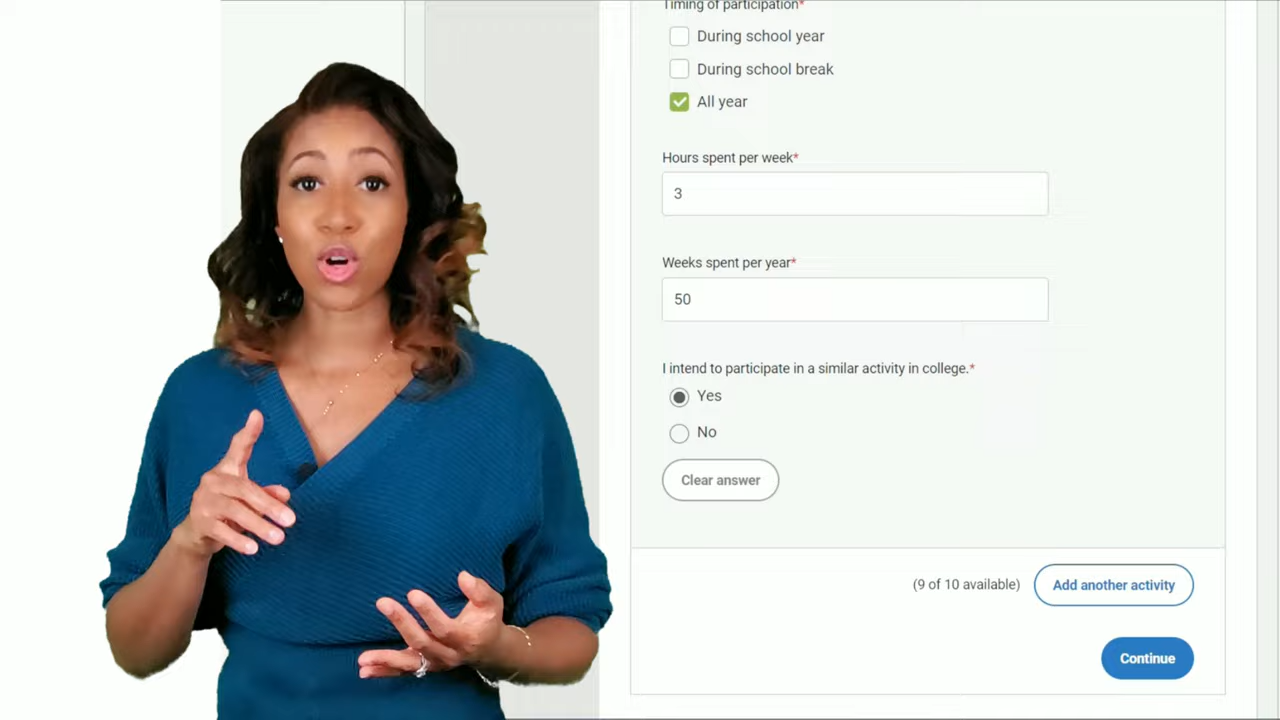 Timing of participation*
During school year
During school break
All year
Hours spent per week*
3
Weeks spent per year*
50
I intend to participate in a similar activity in college.*
Yes
No
Clear answer
(9 of 10 available)
Add another activity
Continue